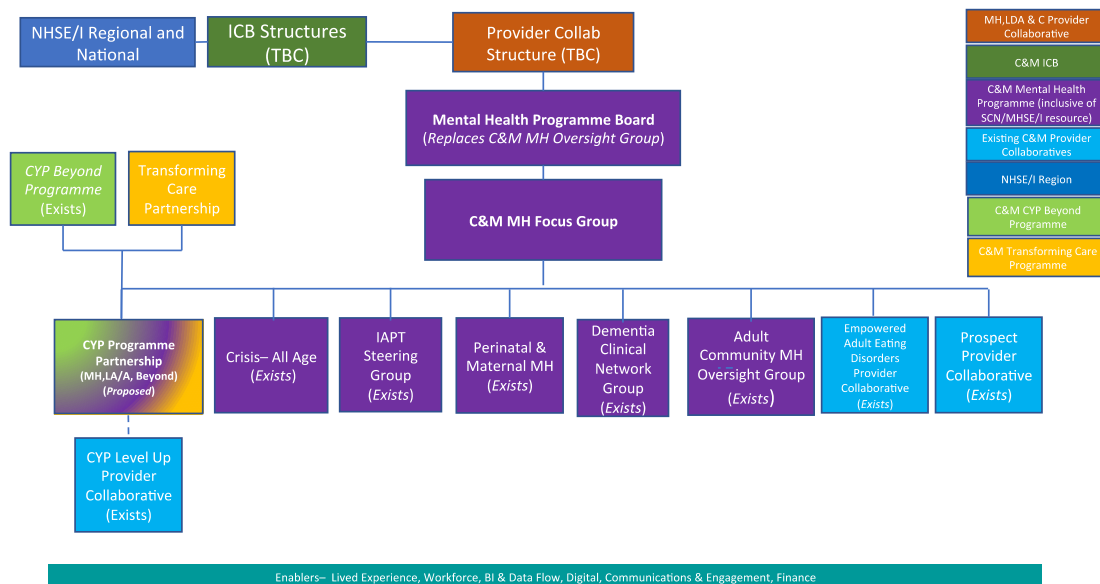 NHSE/I Regional and
National
ICB Structures
(TBC)
Provider Collab
Structure (TBC)
MH,LDA & C Provider
Collaborative
C&M ICB
C&M Mental Health
Programme (inclusive of
SCN/MHSE/I resource)
Existing C&M Provider
Collaboratives
NHSE/I Region
C&M CYP Beyond
Programme
C&M Transforming Care
Programme
Mental Health Programme Board
(Replaces C&M MH Oversight Group)
CYP Beyond
Programme
(Exists)
Transforming
Care
Partnership
C&M MH Focus Group
CYP Programme
Partnership
(MH,LA/A, Beyond)
(Proposed)
Crisis– All Age
(Exists)
IAPT
Steering
Group
(Exists)
Perinatal &
Maternal MH
(Exists)
Dementia
Clinical
Network
Group
(Exists)
Adult
Community MH
Oversight Group
(Exists)
Empowered
Adult Eating
Disorders
Provider
Collaborative
(Exists)
Prospect
Provider
Collaborative
(Exists)
CYP Level Up
Provider
Collaborative
(Exists)
Enablers– Lived Experience, Workforce, BI & Data Flow, Digital, Communications & Engagement, Finance